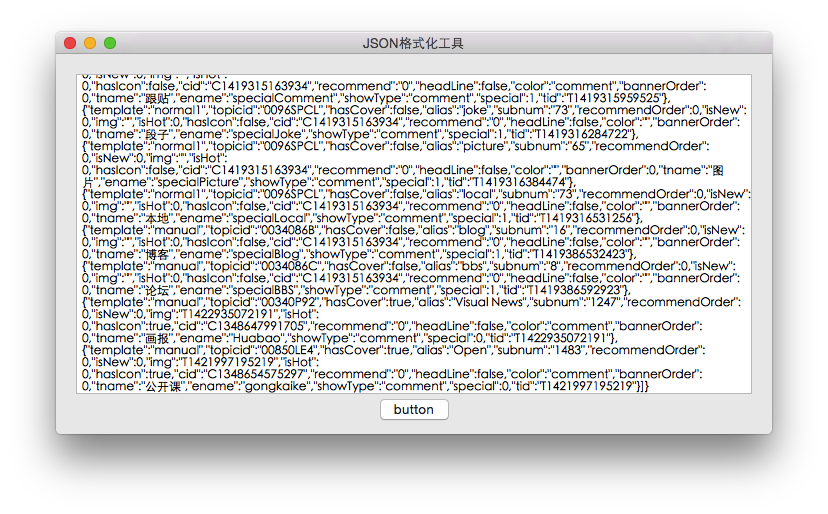 JSON格式化工具
0,"isNew":0,"img":"","isHot":
0,"hasIcon":false,"cid":"C1419315163934","recommend":"0","headLine":false,"color":"comment","bannerOrder":
0,"tname":"跟贴","ename":"specialComment","showType":"comment","special":1,"tid":"T1419315959525"},
{"template":"normal1","topicid":"0096SPCL","hasCover":false,"alias":"joke","subnum":"73","recommendOrder":0,"isNew":
0,"img":"","isHot":0,"hasIcon":false,"cid":"C1419315163934","recommend":"0","headLine":false,"color":"","bannerOrder":
0,"tname":"段子","ename":"specialJoke","showType":"comment","special":1,"tid":"T1419316284722"},
{"template":"normal1","topicid":"0096SPCL","hasCover":false,"alias":"picture","subnum":"65","recommendOrder":
0,"isNew":0,"img":"","isHot":
0,"hasIcon":false,"cid":"C1419315163934","recommend":"0","headLine":false,"color":"","bannerOrder":0,"tname":"图
片","ename":"specialPicture","showType":"comment","special":1,"tid":"T1419316384474"},
{"template":"normal1","topicid":"0096SPCL","hasCover":false,"alias":"local","subnum":"73","recommendOrder":0,"isNew":
0,"img":"","isHot":0,"hasIcon":false,"cid":"C1419315163934","recommend":"0","headLine":false,"color":"","bannerOrder":
0,"tname":"本地","ename":"specialLocal","showType":"comment","special":1,"tid":"T1419316531256"},
{"template":"manual","topicid":"0034086B","hasCover":false,"alias":"blog","subnum":"16","recommendOrder":0,"isNew":
0,"img":"","isHot":0,"hasIcon":false,"cid":"C1419315163934","recommend":"0","headLine":false,"color":"","bannerOrder":
0,"tname":"博客","ename":"specialBlog","showType":"comment","special":1,"tid":"T1419386532423"},
{"template":"manual","topicid":"0034086C","hasCover":false,"alias":"bbs","subnum":"8","recommendOrder":0,"isNew":
0,"img":"","isHot":0,"hasIcon":false,"cid":"C1419315163934","recommend":"0","headLine":false,"color":"","bannerOrder":
0,"tname":"论坛","ename":"specialBBS","showType":"comment","special":1,"tid":"T1419386592923"},
{"template":"manual","topicid":"00340P92","hasCover":true,"alias":"Visual News","subnum":"1247","recommendOrder":
0,"isNew":0,"img":"T1422935072191","isHot":
0,"hasIcon":true,"cid":"C1348647991705","recommend":"0","headLine":false,"color":"comment","bannerOrder":
0,"tname":"画报","ename":"Huabao","showType":"comment","special":0,"tid":"T1422935072191"},
{"template":"manual","topicid":"00850LE4","hasCover":true,"alias":"Open","subnum":"1483","recommendOrder":
0,"isNew":0,"img":"T1421997195219","isHot":
0,"hasIcon":true,"cid":"C1348654575297","recommend":"0","headLine":false,"color":"comment","bannerOrder":
0,"tname":"公开课","ename":"gongkaike","showType":"comment","special":0,"tid":"T1421997195219"}]}
button